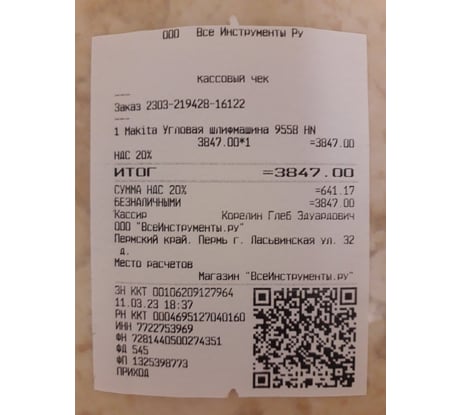 ООО Все Инструменты Ру
КАССОВЫЙ ЧЕК
Заказ 2303-219428-16122
1 Makita Угловая шлифмашина 9558 HN
3847.00*1 =3847.00
НДС 20%
ИТОГ =3847.00
СУММА НДС 20% =641.17
БЕЗНАЛИЧНЫМИ =3847.00
Кассир Корелин Глеб Эдуардович
ООО "ВсеИнструменты.ру"
Пермский край. Пермь г. Ласьвинская ул. 32
д.
Место расчетов
Магазин "ВсеИнструменты.ру"
ЗН ККТ 00106209127964
11.03.23 18:37
РН ККТ 0004695127040160
ИНН 7722753969
ФН 7281440500274351
ФД 545
ФП 1325398773
ПРИХОД